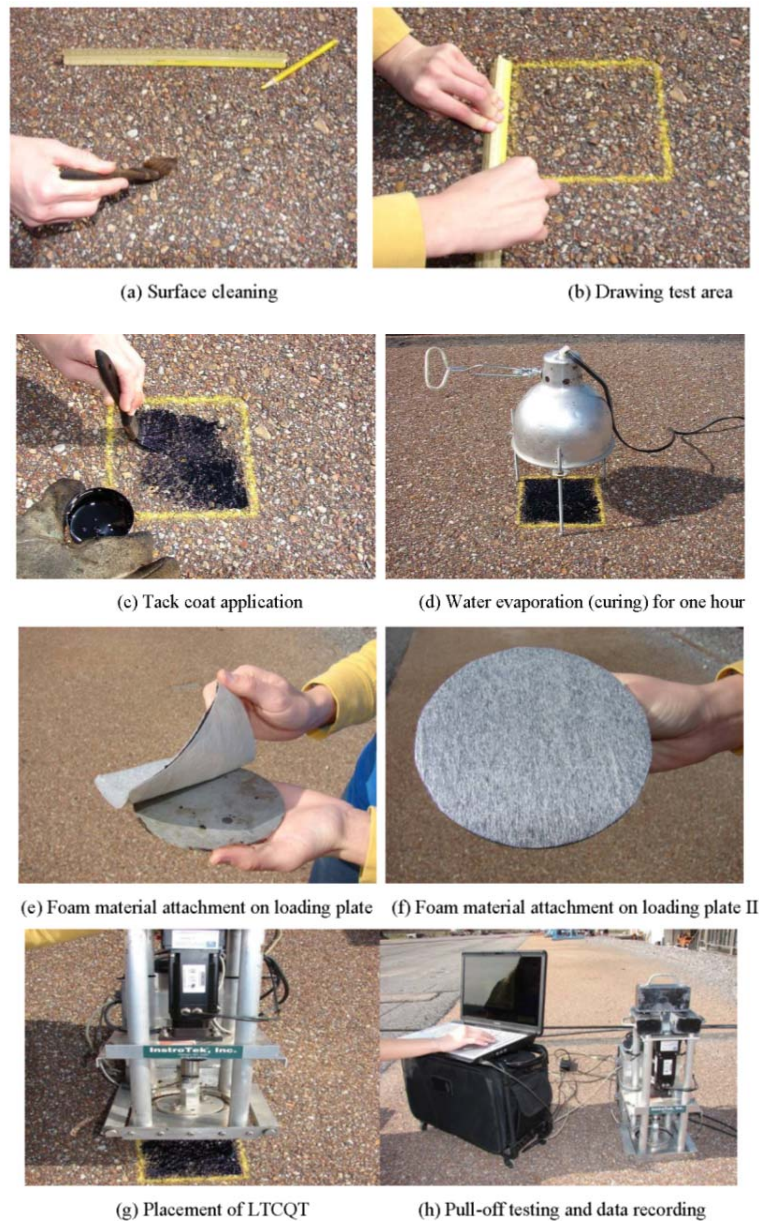 (a) Surface cleaning
(b) Drawing test area
(c) Tack coat application
(d) Water evaporation (curing) for one hour
(e) Foam material attachment on loading plate
(f) Foam material attachment on loading plate II
InstroTek, Inc.
(g) Placement of LTCQT
(h) Pull-off testing and data recording